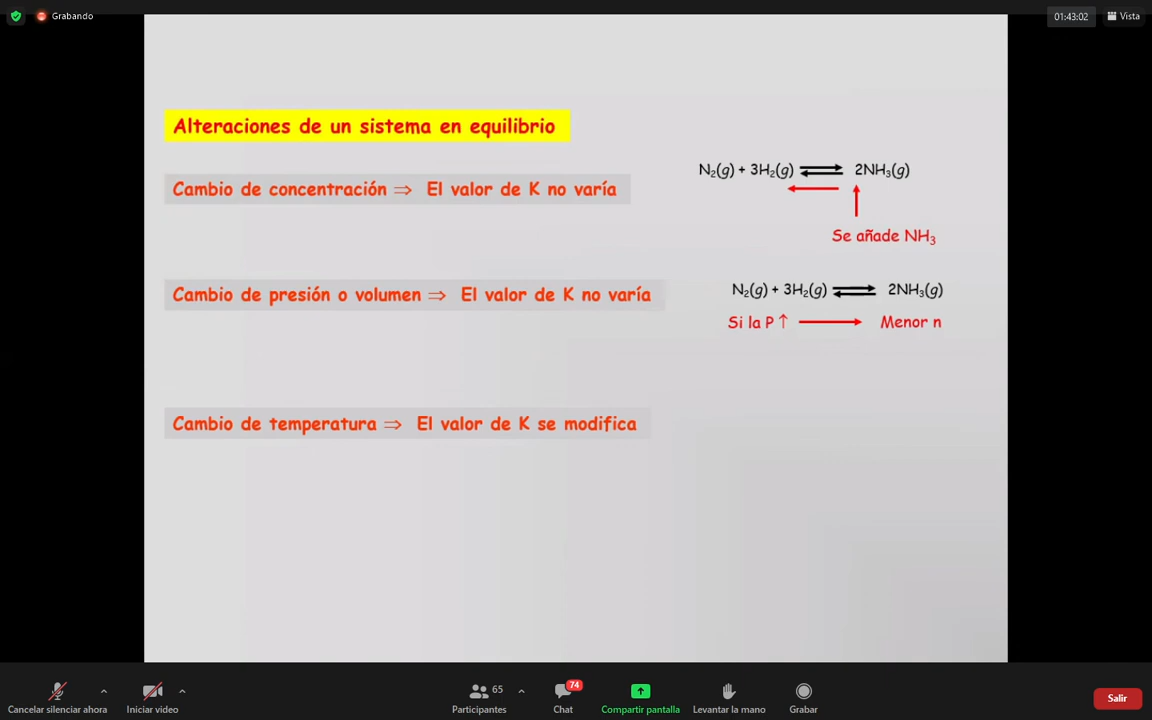 Grabando
01:43:02
Vista
Alteraciones de un sistema en equilibrio
Cambio de concentración ⇒ El valor de K no varía
N₂(g) + 3H₂(g) ⇌ 2NH₃(g)
Se añade NH₃
Cambio de presión o volumen ⇒ El valor de K no varía
N₂(g) + 3H₂(g) ⇌ 2NH₃(g)
Si la P ↑ → Menor n
Cambio de temperatura ⇒ El valor de K se modifica
65
74
Cancelar silenciar ahora
Iniciar video
Participantes
Chat
Compartir pantalla
Levantar la mano
Grabar
Salir